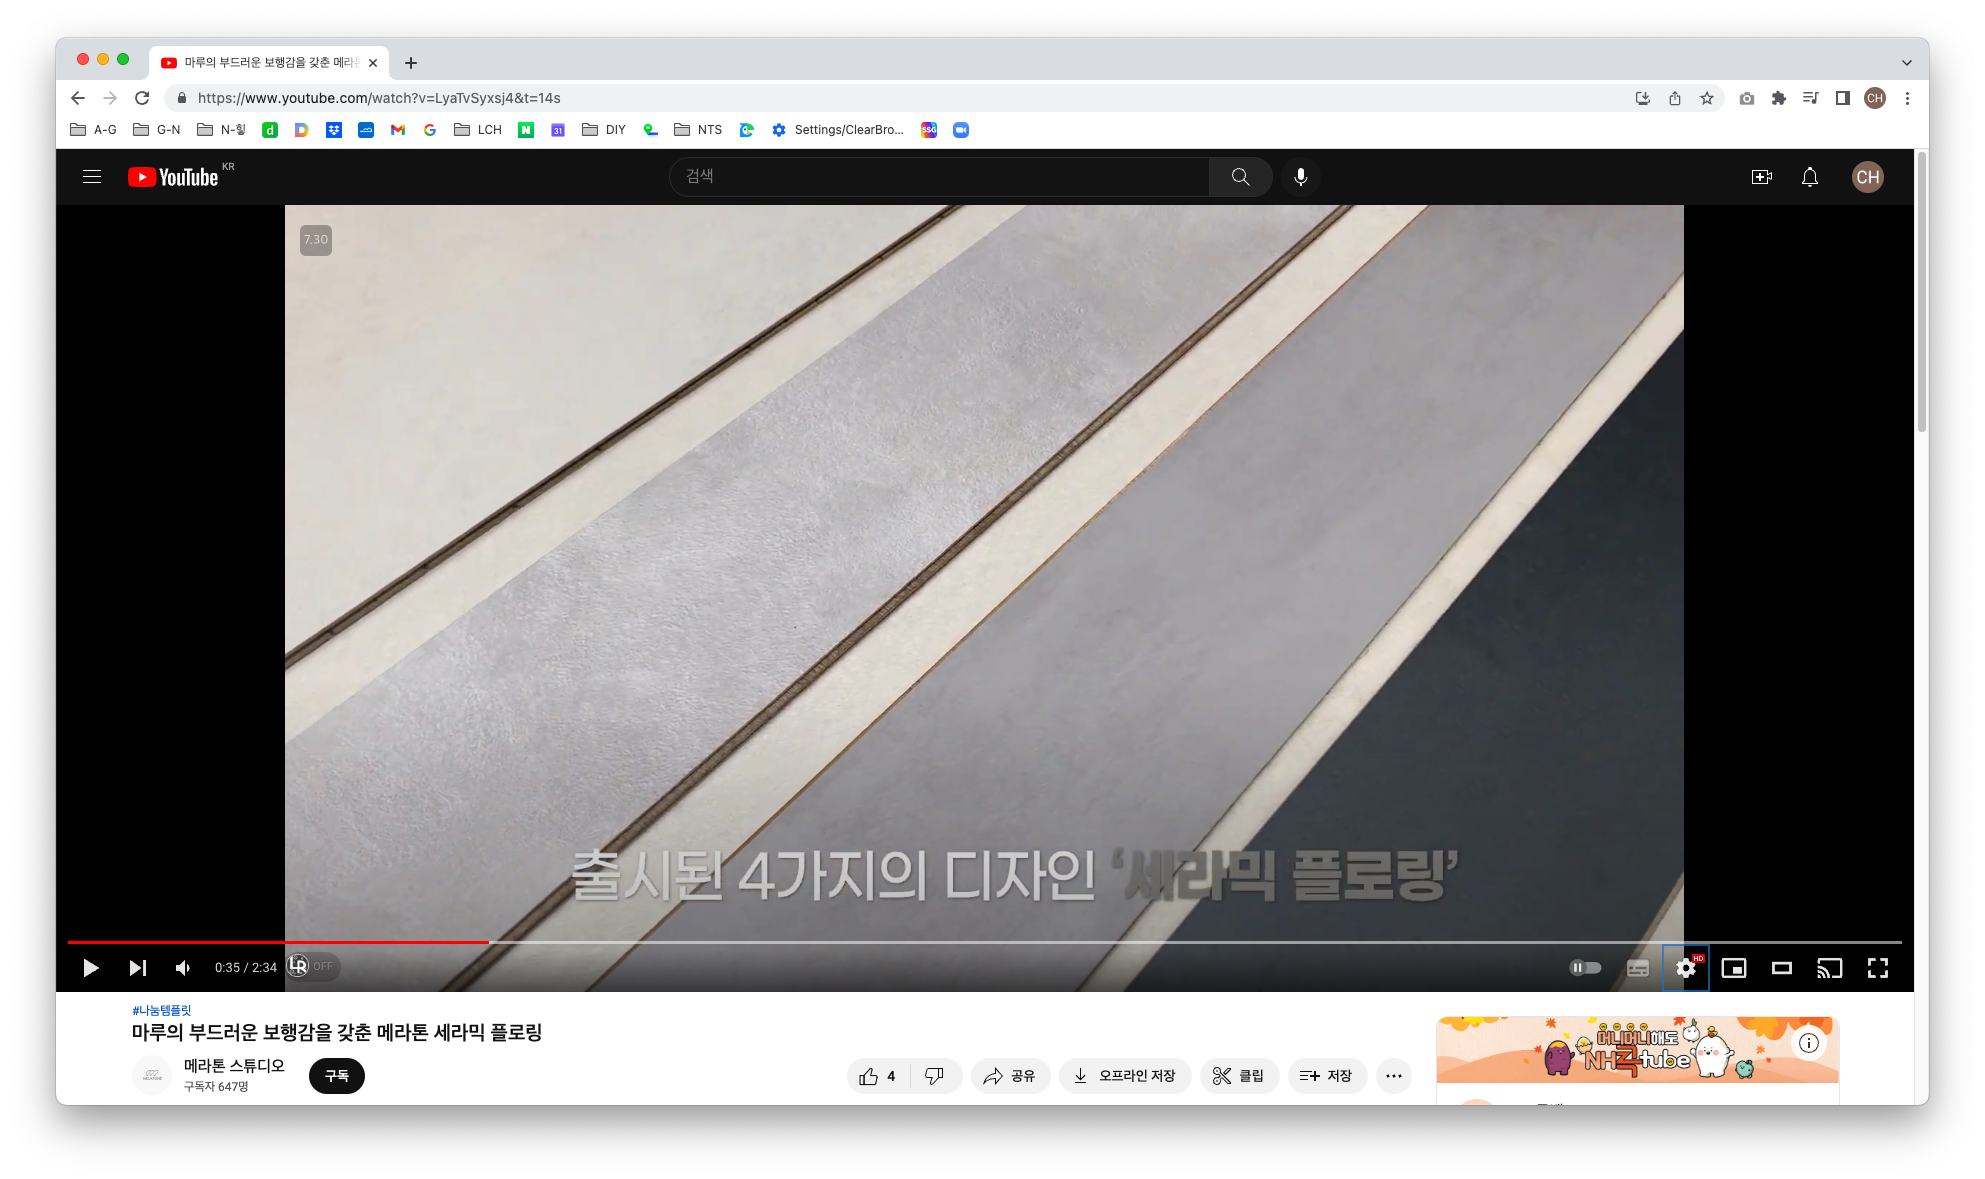 마루의 부드러운 보행감을 갖춘 메라
https://www.youtube.com/watch?v=LyaTvSyxsj4&t=14s
CH
A-G
G-N
N-힣
d
31
LCH
N
DIY
NTS
Settings/ClearBro...
SSG
YouTube KR
검색
CH
7.30
출시된 4가지의 디자인 ‘세라믹 플로링’
0:35 / 2:34
LR
OFF
HD
#나눔템플릿
마루의 부드러운 보행감을 갖춘 메라톤 세라믹 플로링
메라톤 스튜디오
구독자 647명
구독
4
공유
오프라인 저장
클립
저장
머니머니해도
NH콕tube